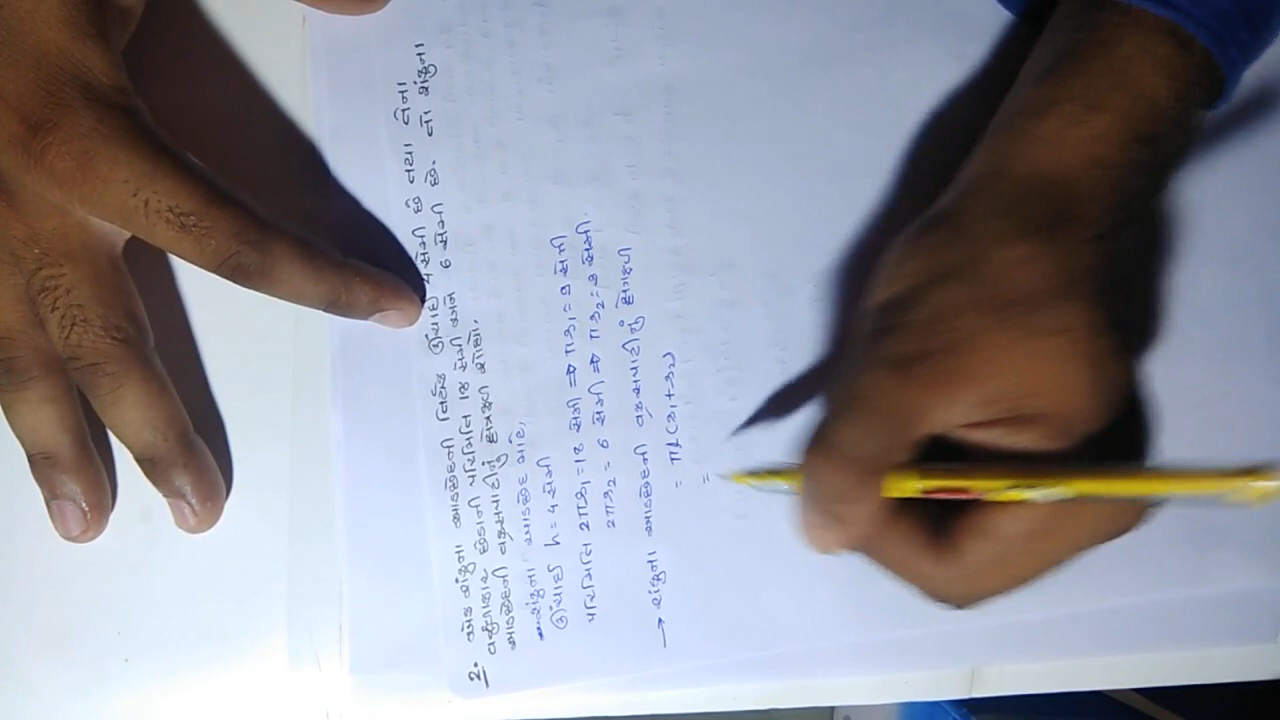 2. એક શંકુના આડછેદની તિર્યક ઊંચાઈ 4 સેમી છે તથા તેના
વર્તુળાકાર છેડાની પરિમિતિ 18 સેમી અને 6 સેમી છે. તો શંકુના
આડછેદની વક્રસપાટીનું ક્ષેત્રફળ શોધો.
શંકુના આડછેદ માટે,
ઊંચાઈ h = 4 સેમી
પરિમિતિ 2πr₁ = 18 સેમી ⇒ πr₁ = 9 સેમી
2πr₂ = 6 સેમી ⇒ πr₂ = 3 સેમી.
→ શંકુના આડછેદની વક્રસપાટીનું ક્ષેત્રફળ
= πl(r₁+r₂)
=